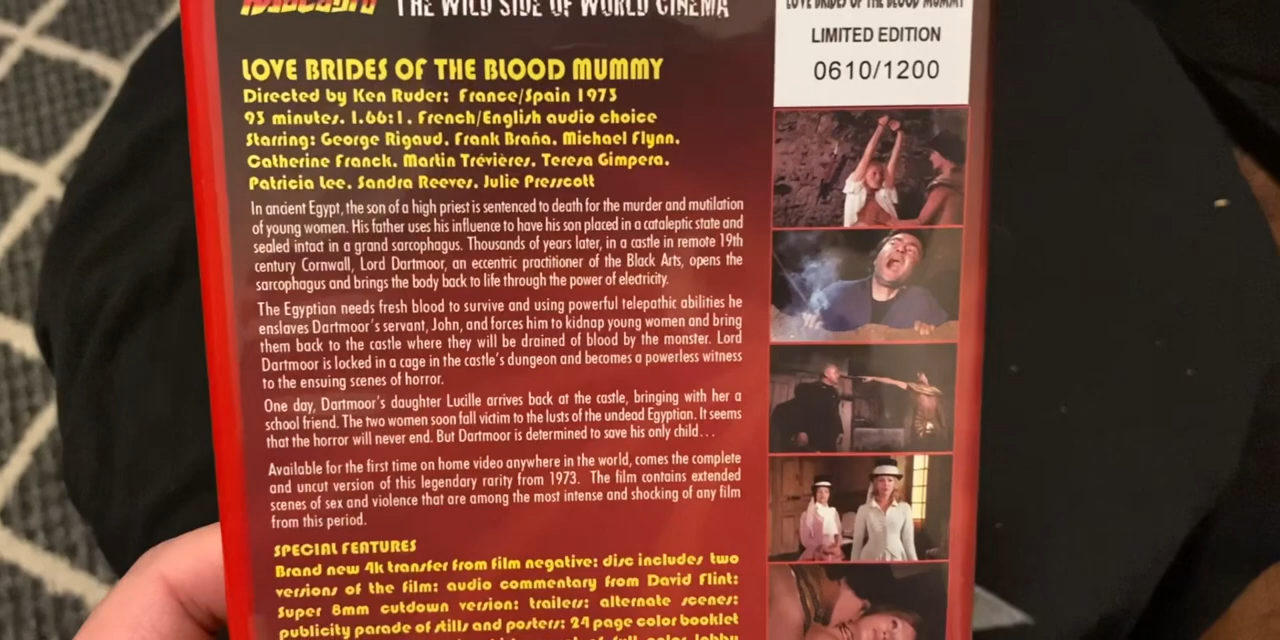 THE WILD SIDE OF WORLD CINEMA
LOVE BRIDES OF THE BLOOD MUMMY
LIMITED EDITION
0610/1200
LOVE BRIDES OF THE BLOOD MUMMY
Directed by Ken Ruder; France/Spain 1973
93 minutes. 1.66:1. French/English audio choice
Starring: George Rigaud. Frank Braña. Michael Flynn.
Catherine Franck. Martin Trévières. Teresa Gimpera.
Patricia Lee. Sandra Reeves. Julie Presscott
In ancient Egypt, the son of a high priest is sentenced to death for the murder and mutilation
of young women. His father uses his influence to have his son placed in a cataleptic state and
sealed intact in a grand sarcophagus. Thousands of years later, in a castle in remote 19th
century Cornwall, Lord Dartmoor, an eccentric practitioner of the Black Arts, opens the
sarcophagus and brings the body back to life through the power of electricity.
The Egyptian needs fresh blood to survive and using powerful telepathic abilities he
enslaves Dartmoor's servant, John, and forces him to kidnap young women and bring
them back to the castle where they will be drained of blood by the monster. Lord
Dartmoor is locked in a cage in the castle's dungeon and becomes a powerless witness
to the ensuing scenes of horror.
One day, Dartmoor's daughter Lucille arrives back at the castle, bringing with her a
school friend. The two women soon fall victim to the lusts of the undead Egyptian. It seems
that the horror will never end. But Dartmoor is determined to save his only child...
Available for the first time on home video anywhere in the world, comes the complete
and uncut version of this legendary rarity from 1973. The film contains extended
scenes of sex and violence that are among the most intense and shocking of any film
from this period.
SPECIAL FEATURES
Brand new 4k transfer from film negative; disc includes two
versions of the film; audio commentary from David Flint;
Super 8mm cutdown version; trailers; alternate scenes;
publicity parade of stills and posters; 24 page color booklet
of full color lobby